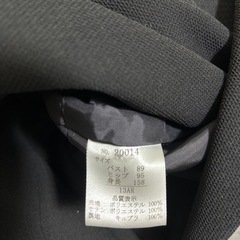 No. 20014
サイズ
バスト 89
ヒップ 95
身長 158
13AR
品質表示
表地: ポリエステル 100%
ポリエステル 100%
キュプラ 100%